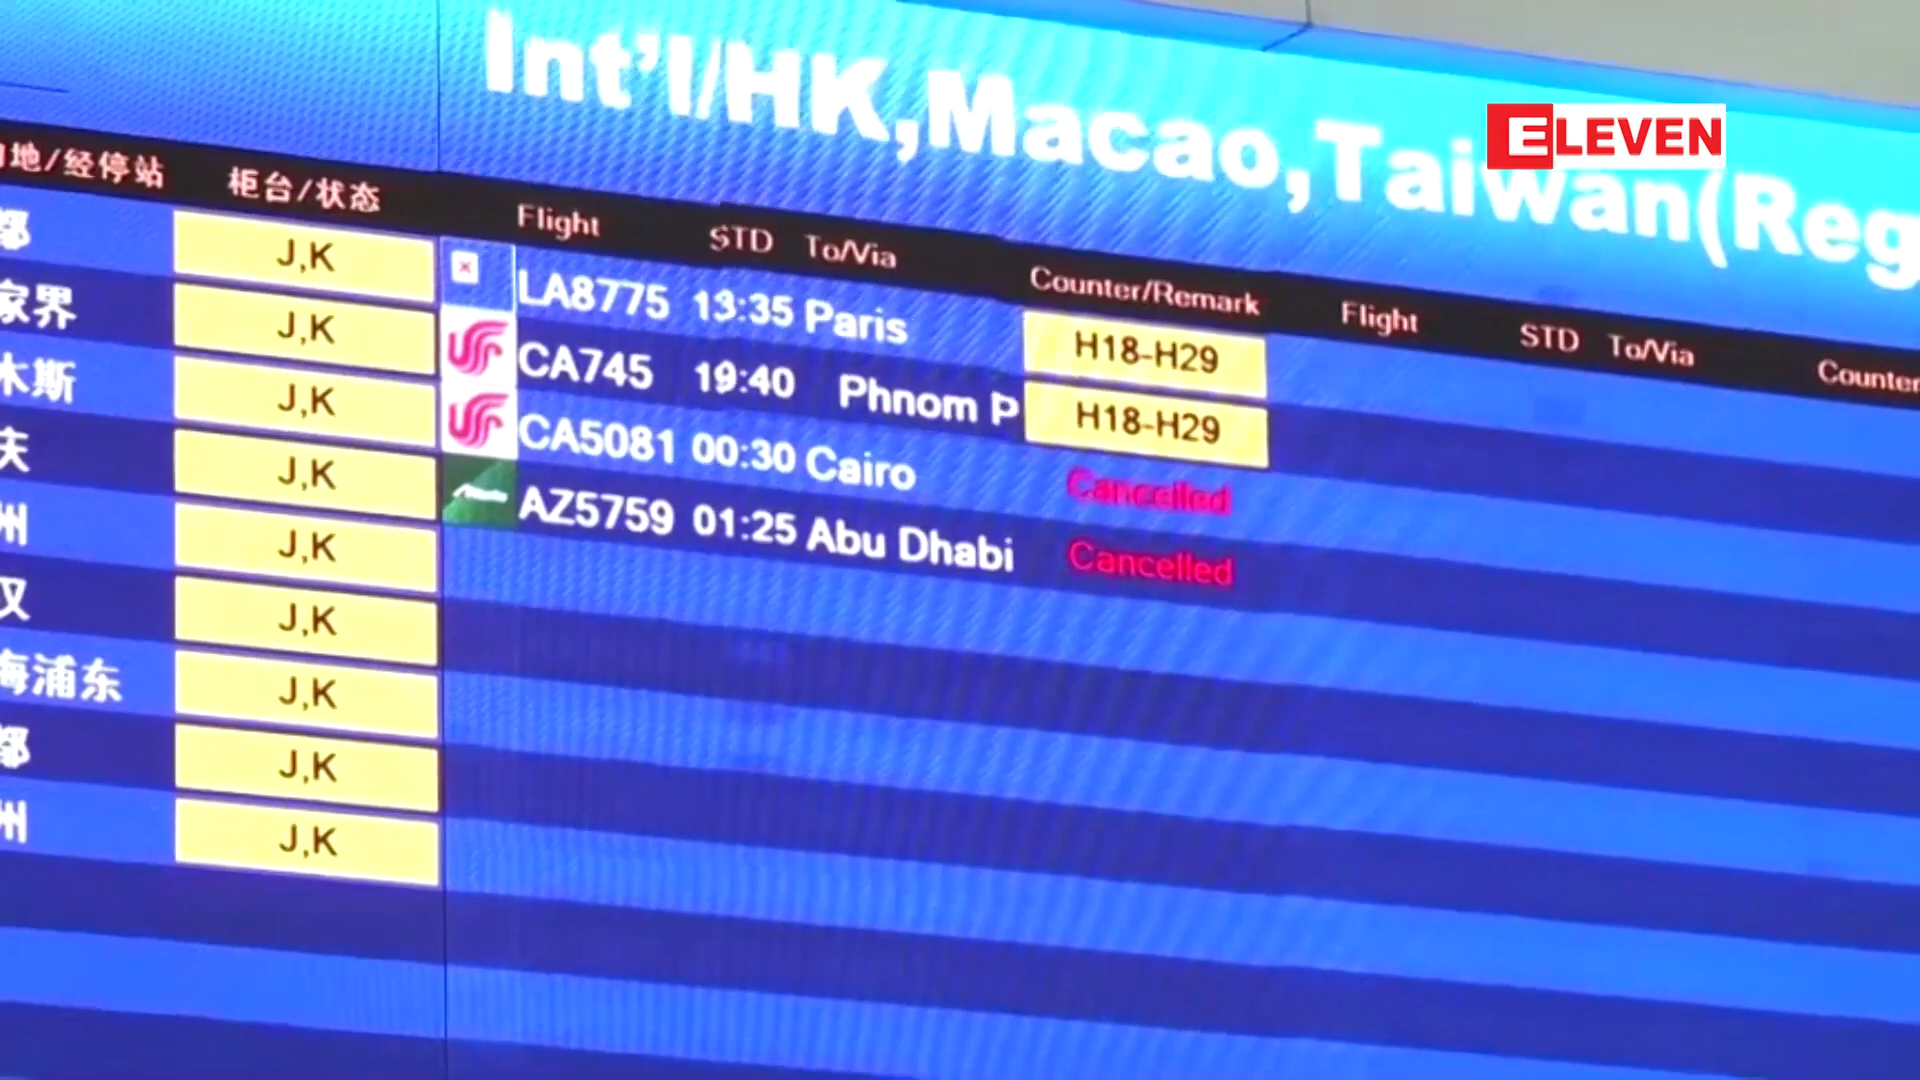 Int'l/HK,Macao,Taiwan(Reg
ELEVEN
地/经停站 柜台/状态 Flight STD To/Via Counter/Remark Flight STD To/Via Counter
都 J,K LA8775 13:35 Paris H18-H29
家界 J,K CA745 19:40 Phnom P H18-H29
木斯 J,K CA5081 00:30 Cairo Cancelled
庆 J,K AZ5759 01:25 Abu Dhabi Cancelled
州 J,K
汉 J,K
海浦东 J,K
都 J,K
州 J,K